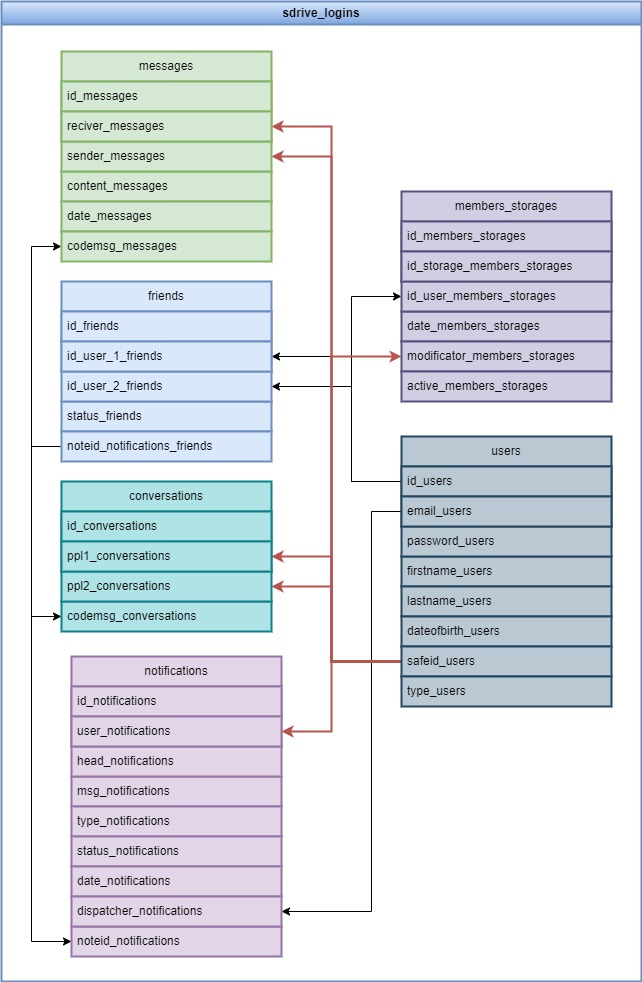 sdrive_logins
messages
id_messages
reciver_messages
sender_messages
content_messages
date_messages
codemsg_messages
friends
id_friends
id_user_1_friends
id_user_2_friends
status_friends
noteid_notifications_friends
conversations
id_conversations
ppl1_conversations
ppl2_conversations
codemsg_conversations
notifications
id_notifications
user_notifications
head_notifications
msg_notifications
type_notifications
status_notifications
date_notifications
dispatcher_notifications
noteid_notifications
members_storages
id_members_storages
id_storage_members_storages
id_user_members_storages
date_members_storages
modificator_members_storages
active_members_storages
users
id_users
email_users
password_users
firstname_users
lastname_users
dateofbirth_users
safeid_users
type_users